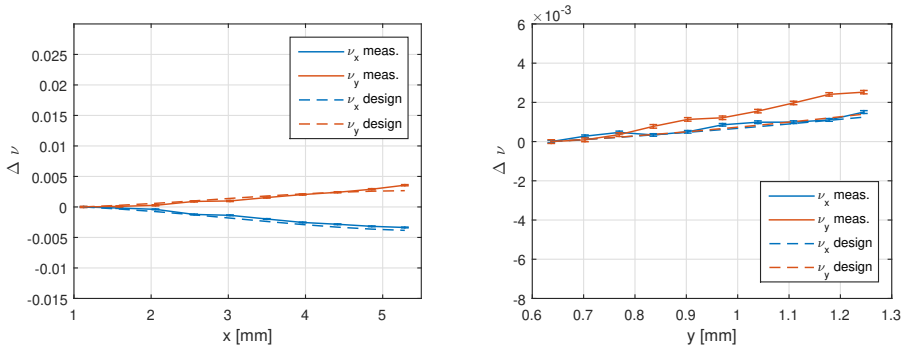 0.025
0.02
0.015
0.01
0.005
0
-0.005
-0.01
-0.015
Δ ν
1
2
3
4
5
x [mm]
ν_x meas.
ν_y meas.
ν_x design
ν_y design
×10^-3
6
4
2
0
-2
-4
-6
-8
Δ ν
0.6
0.7
0.8
0.9
1
1.1
1.2
1.3
y [mm]
ν_x meas.
ν_y meas.
ν_x design
ν_y design